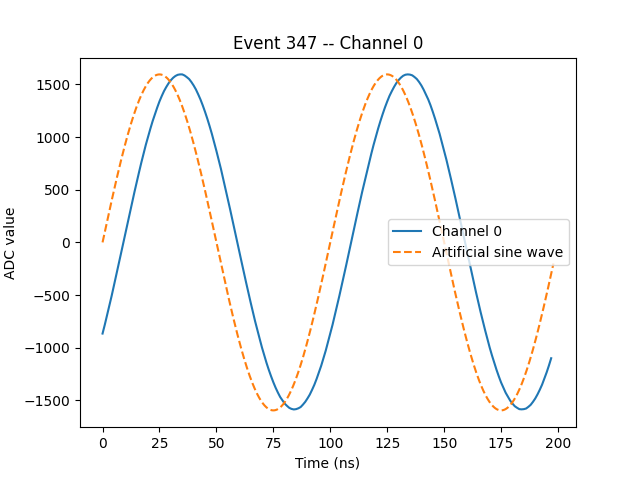 Event 347 -- Channel 0
ADC value
1500
1000
500
0
−500
−1000
−1500
Channel 0
Artificial sine wave
0 25 50 75 100 125 150 175 200
Time (ns)